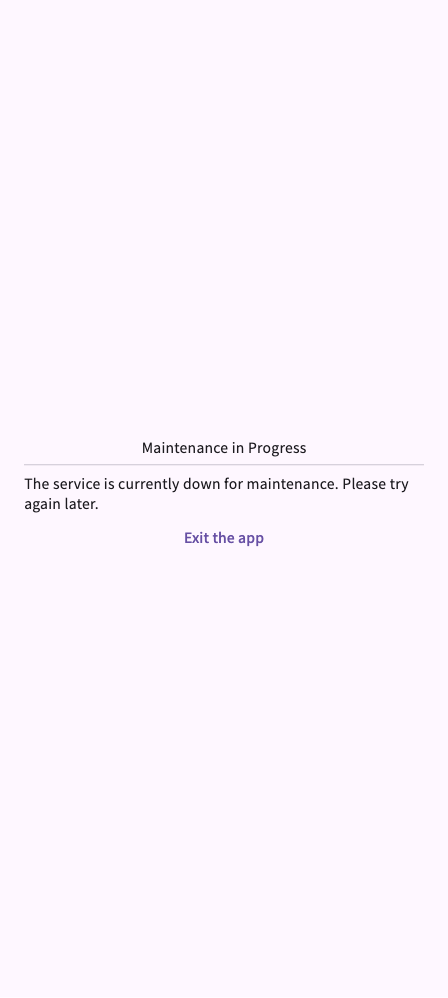 Maintenance in Progress
The service is currently down for maintenance. Please try
again later.
Exit the app